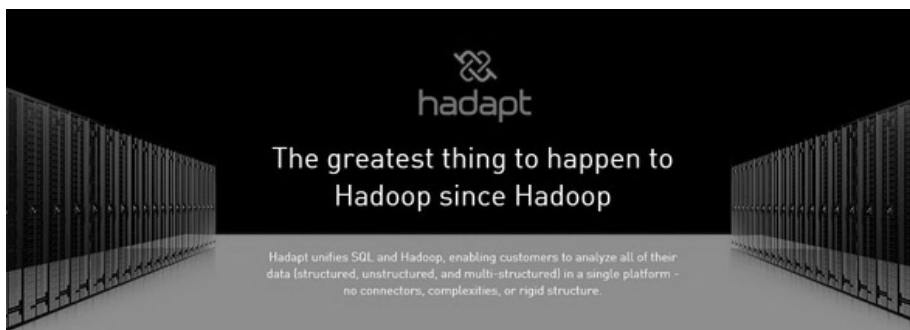 hadapt
The greatest thing to happen to
Hadoop since Hadoop
Hadapt unifies SQL and Hadoop, enabling customers to analyze all of their
data (structured, unstructured, and multi-structured) in a single platform -
no connectors, complexities, or rigid structure.